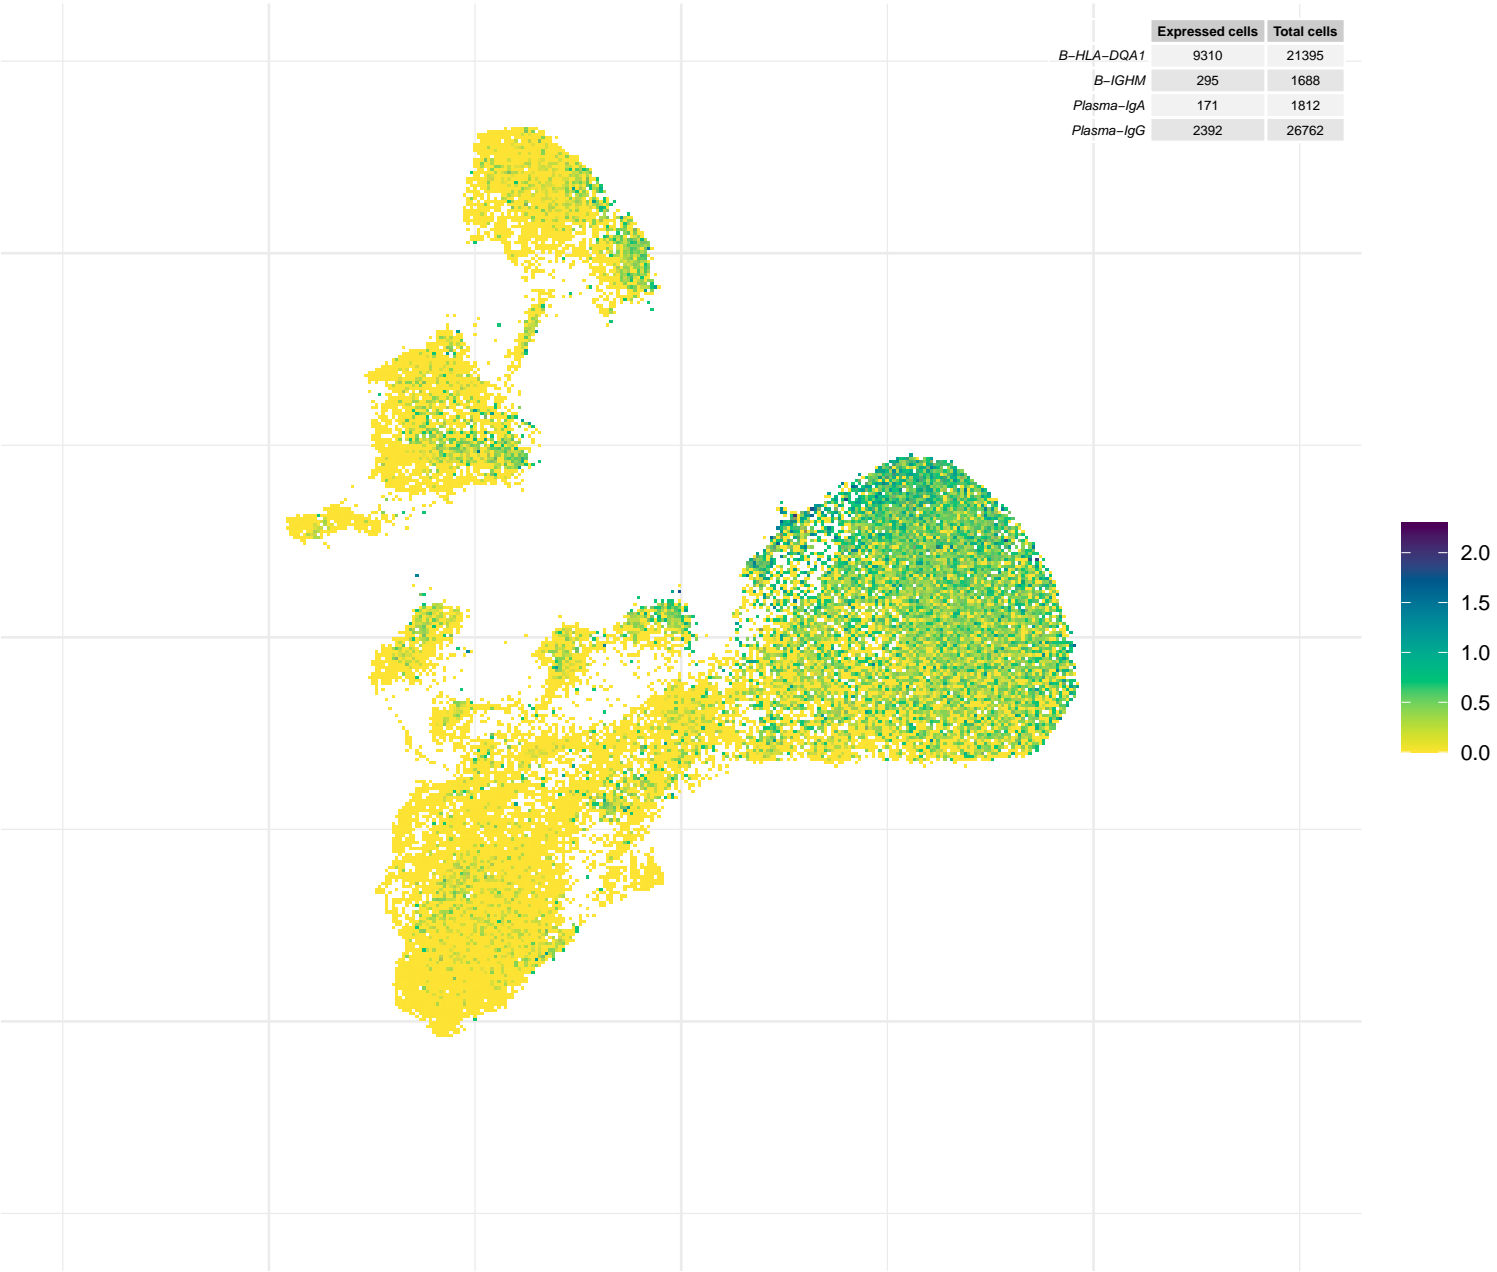 Expressed cells Total cells
B−HLA−DQA1 9310 21395
B−IGHM 295 1688
Plasma−IgA 171 1812
Plasma−IgG 2392 26762
2.0
1.5
1.0
0.5
0.0